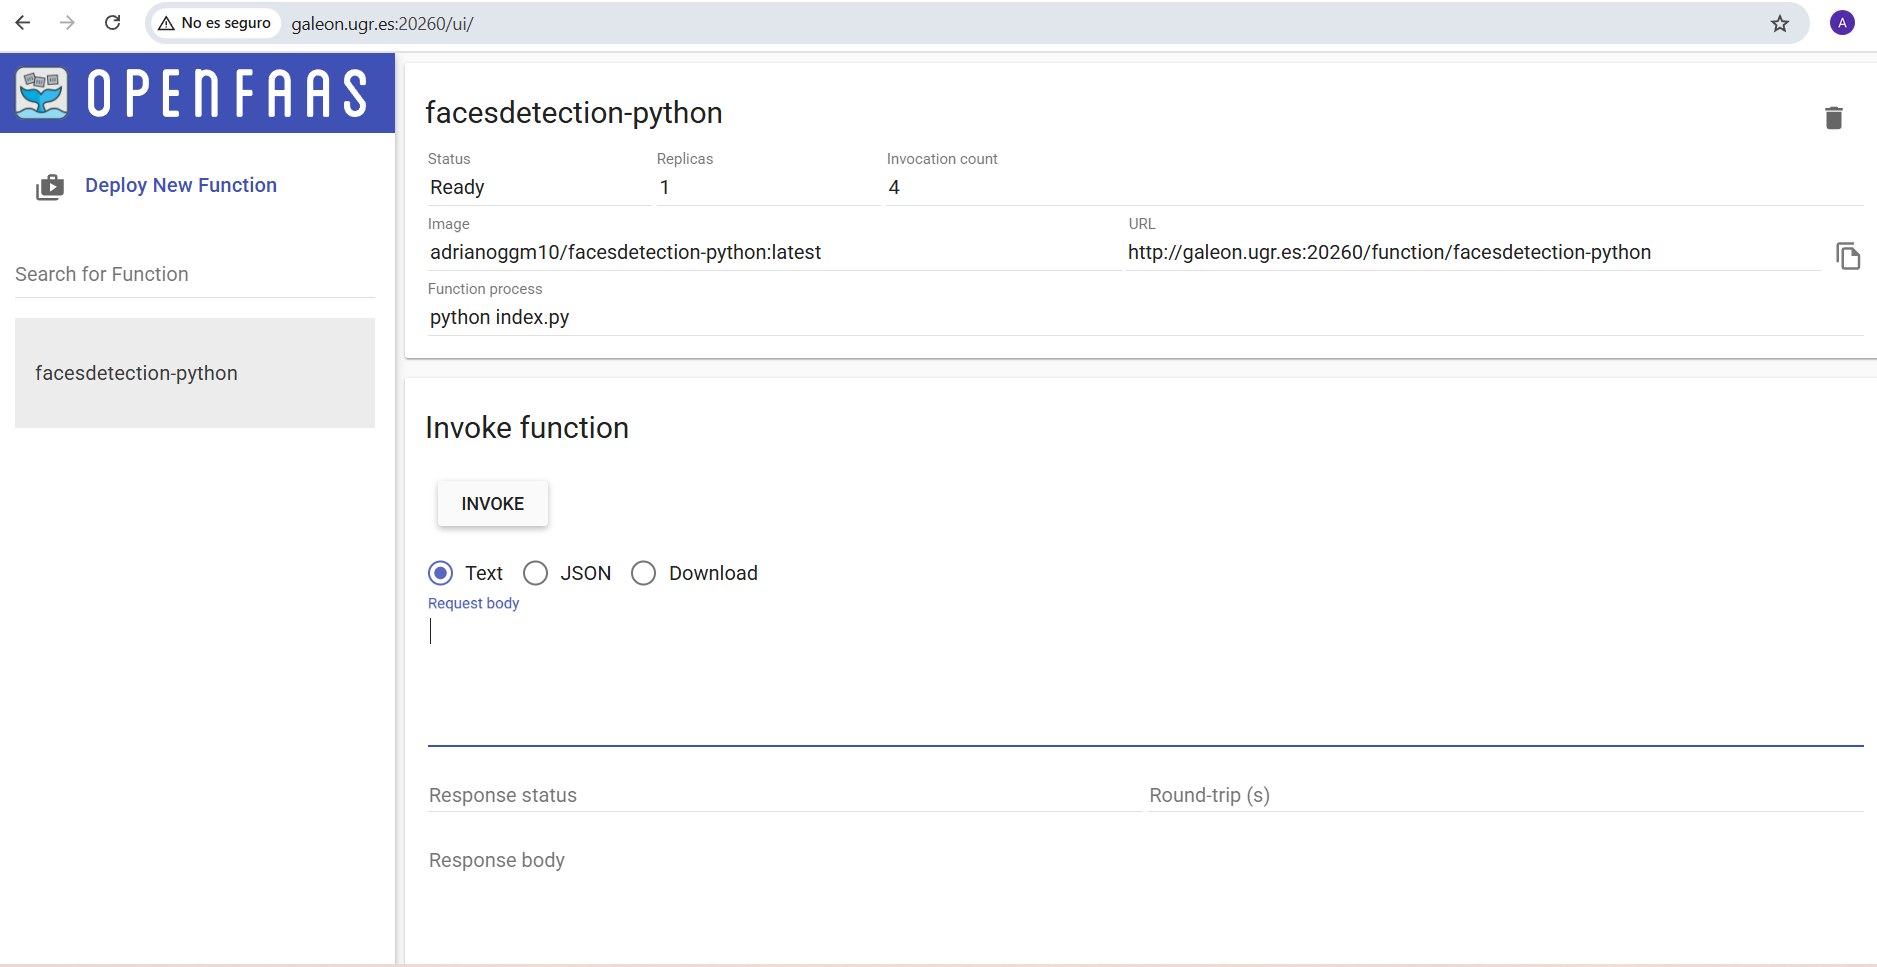 No es seguro galeon.ugr.es:20260/ui/ A
OPENFAAS
Deploy New Function
Search for Function
facesdetection-python
facesdetection-python
Status Replicas Invocation count
Ready 1 4
Image URL
adrianoggm10/facesdetection-python:latest http://galeon.ugr.es:20260/function/facesdetection-python
Function process
python index.py
Invoke function
INVOKE
Text JSON Download
Request body
Response status Round-trip (s)
Response body